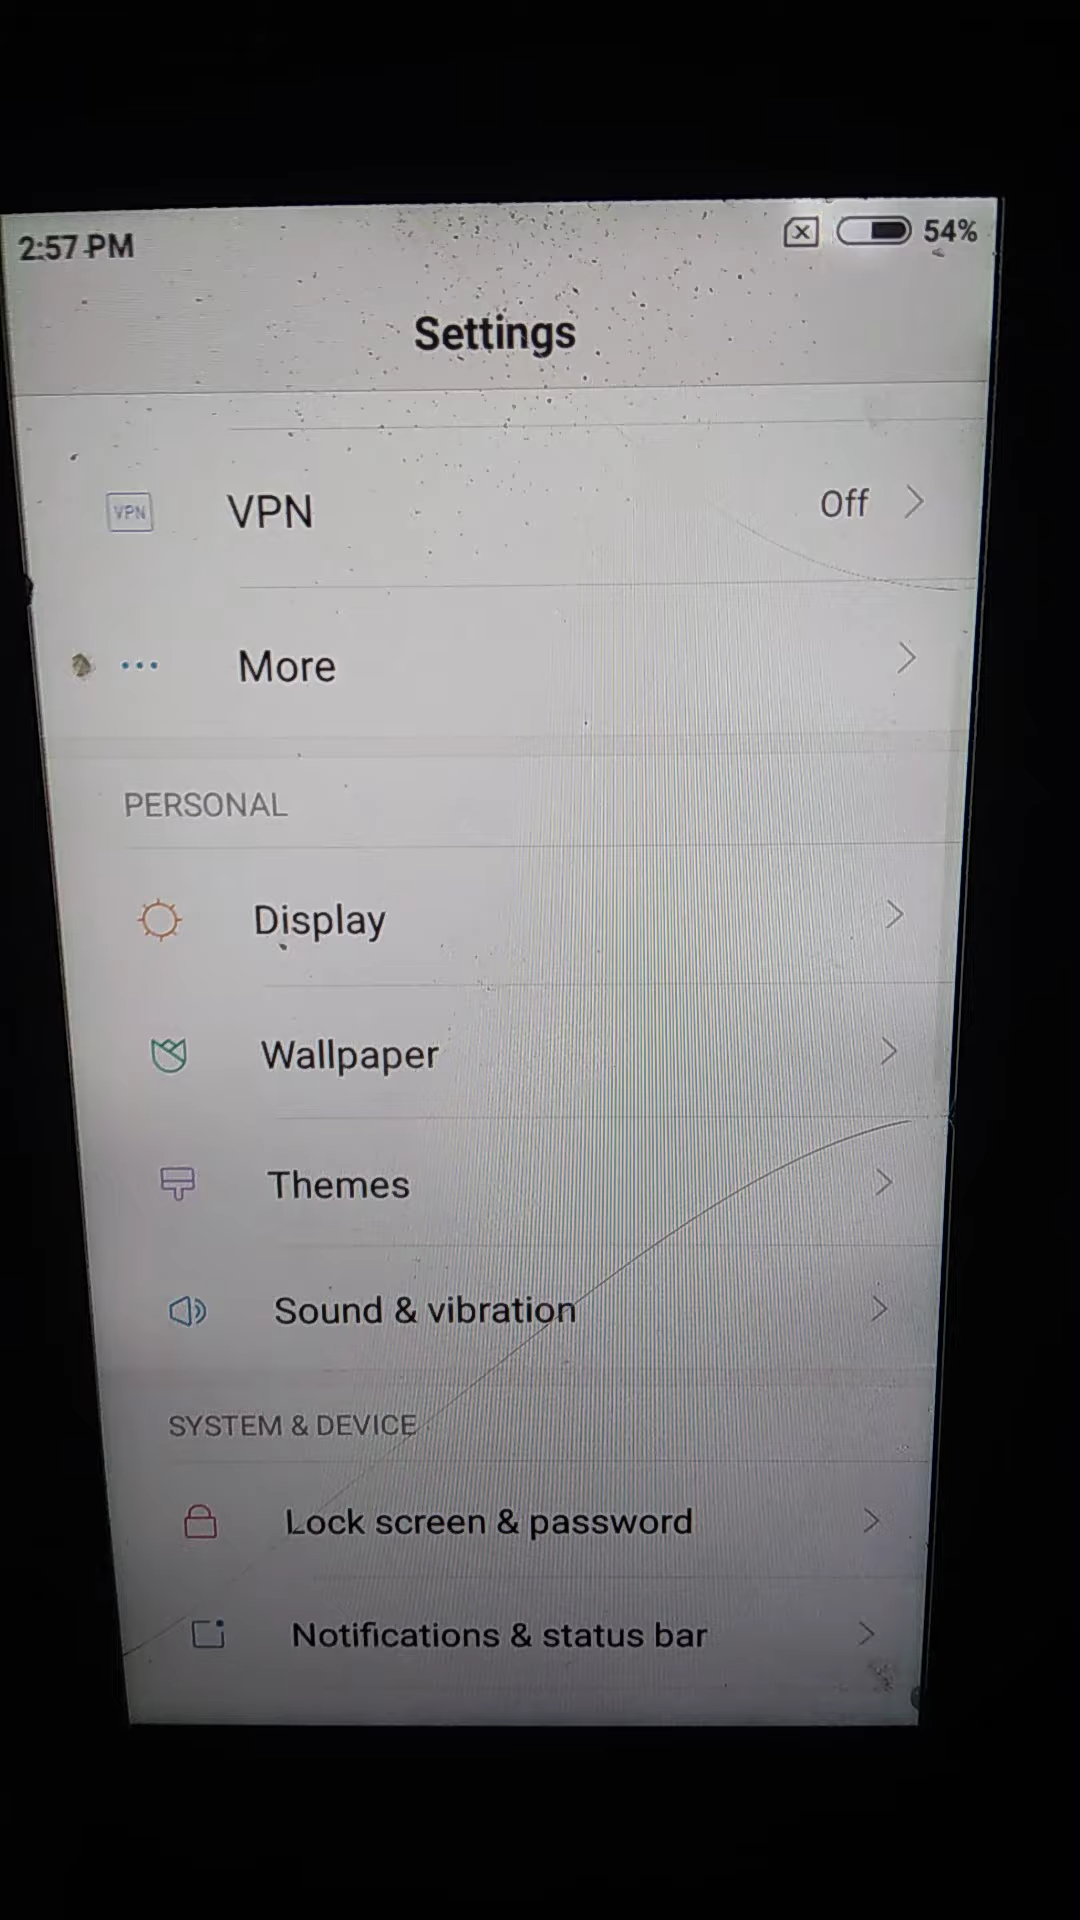 2:57 PM 54%
Settings
VPN VPN Off
More
PERSONAL
Display
Wallpaper
Themes
Sound & vibration
SYSTEM & DEVICE
Lock screen & password
Notifications & status bar